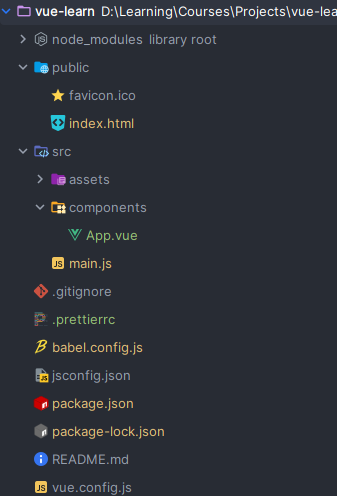 vue-learn D:\Learning\Courses\Projects\vue-lea
node_modules library root
public
favicon.ico
index.html
src
assets
components
App.vue
main.js
.gitignore
.prettierrc
babel.config.js
jsconfig.json
package.json
package-lock.json
README.md
vue.config.js